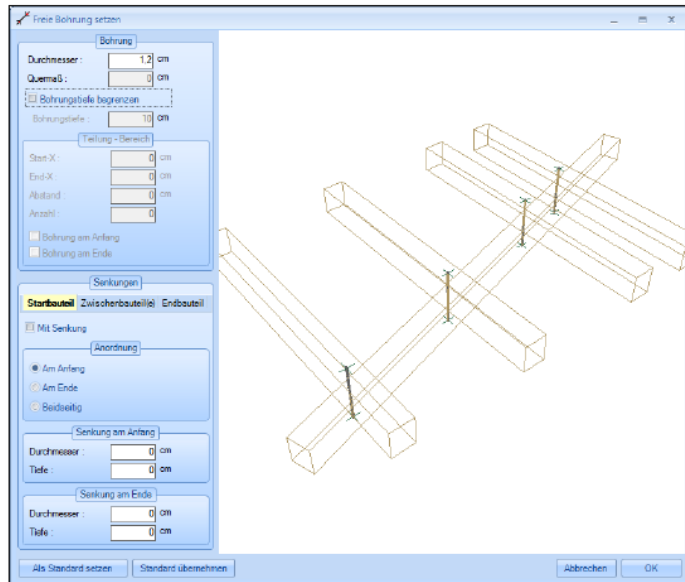 Freie Bohrung setzen
Bohrung
Durchmesser : 1,2 cm
Quermaß : 0 cm
Bohrungstiefe begrenzen
Bohrungstiefe : 10 cm
Teilung - Bereich
Start-X : 0 cm
End-X : 0 cm
Abstand : 0 cm
Anzahl : 0
Bohrung am Anfang
Bohrung am Ende
Senkungen
Startbauteil Zwischenbauteil(e) Endbauteil
Mit Senkung
Anordnung
Am Anfang
Am Ende
Beidseitig
Senkung am Anfang
Durchmesser : 0 cm
Tiefe : 0 cm
Senkung am Ende
Durchmesser : 0 cm
Tiefe : 0 cm
Als Standard setzen Standard übernehmen Abbrechen OK